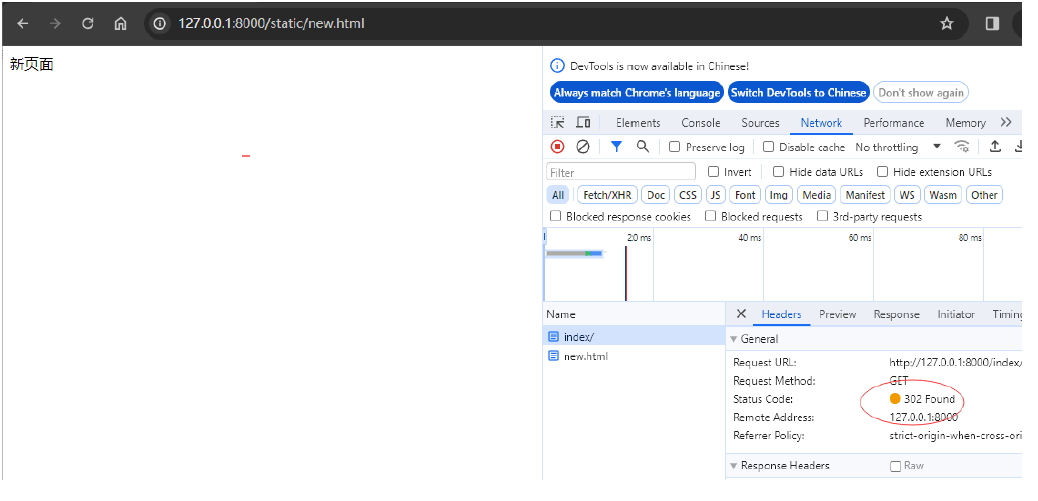 127.0.0.1:8000/static/new.html
新页面
DevTools is now available in Chinese!
Always match Chrome's language Switch DevTools to Chinese Don't show again
Elements Console Sources Network Performance Memory
Preserve log Disable cache No throttling
Filter Invert Hide data URLs Hide extension URLs
All Fetch/XHR Doc CSS JS Font Img Media Manifest WS Wasm Other
Blocked response cookies Blocked requests 3rd-party requests
20 ms 40 ms 60 ms 80 ms
Name Headers Preview Response Initiator Timing
index/
new.html
General
Request URL: http://127.0.0.1:8000/index/
Request Method: GET
Status Code: 302 Found
Remote Address: 127.0.0.1:8000
Referrer Policy: strict-origin-when-cross-ori
Response Headers Raw